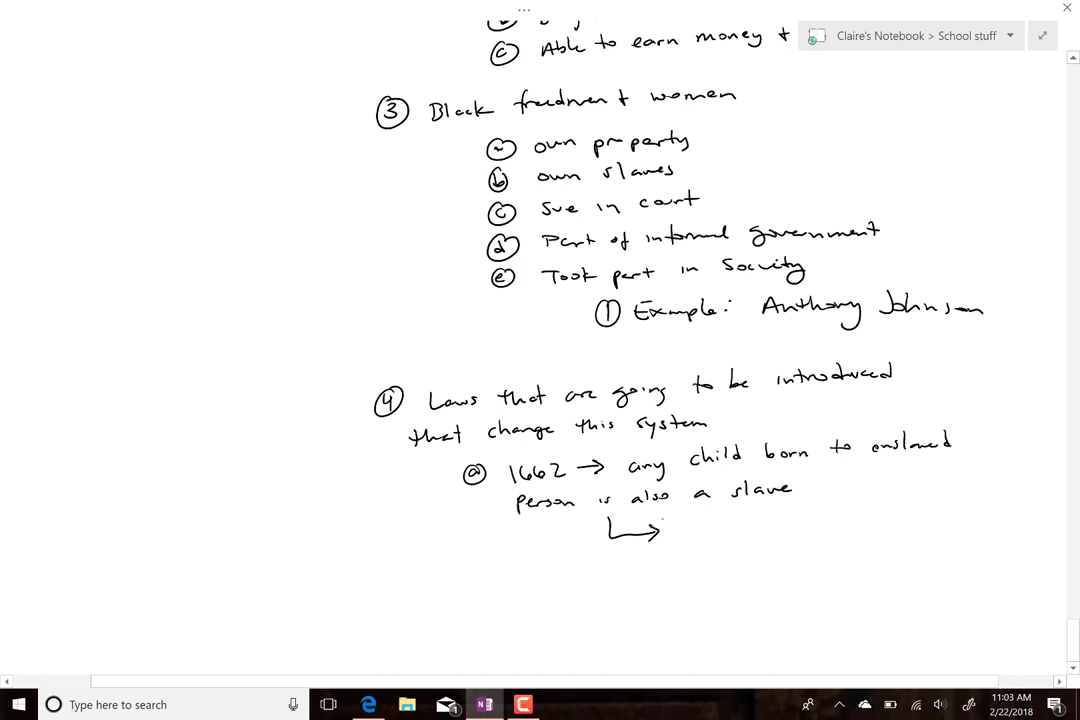 Claire's Notebook > School stuff
Ⓒ Able to earn money +
③ Black freedmen + women
ⓐ own property
ⓑ own slaves
ⓒ Sue in court
ⓓ Part of informal government
ⓔ Took part in Society
① Example: Anthony Johnson
④ Laws that are going to be introduced
that change this system
ⓐ 1662 → any child born to enslaved
person is also a slave
Type here to search
11:03 AM
2/22/2018